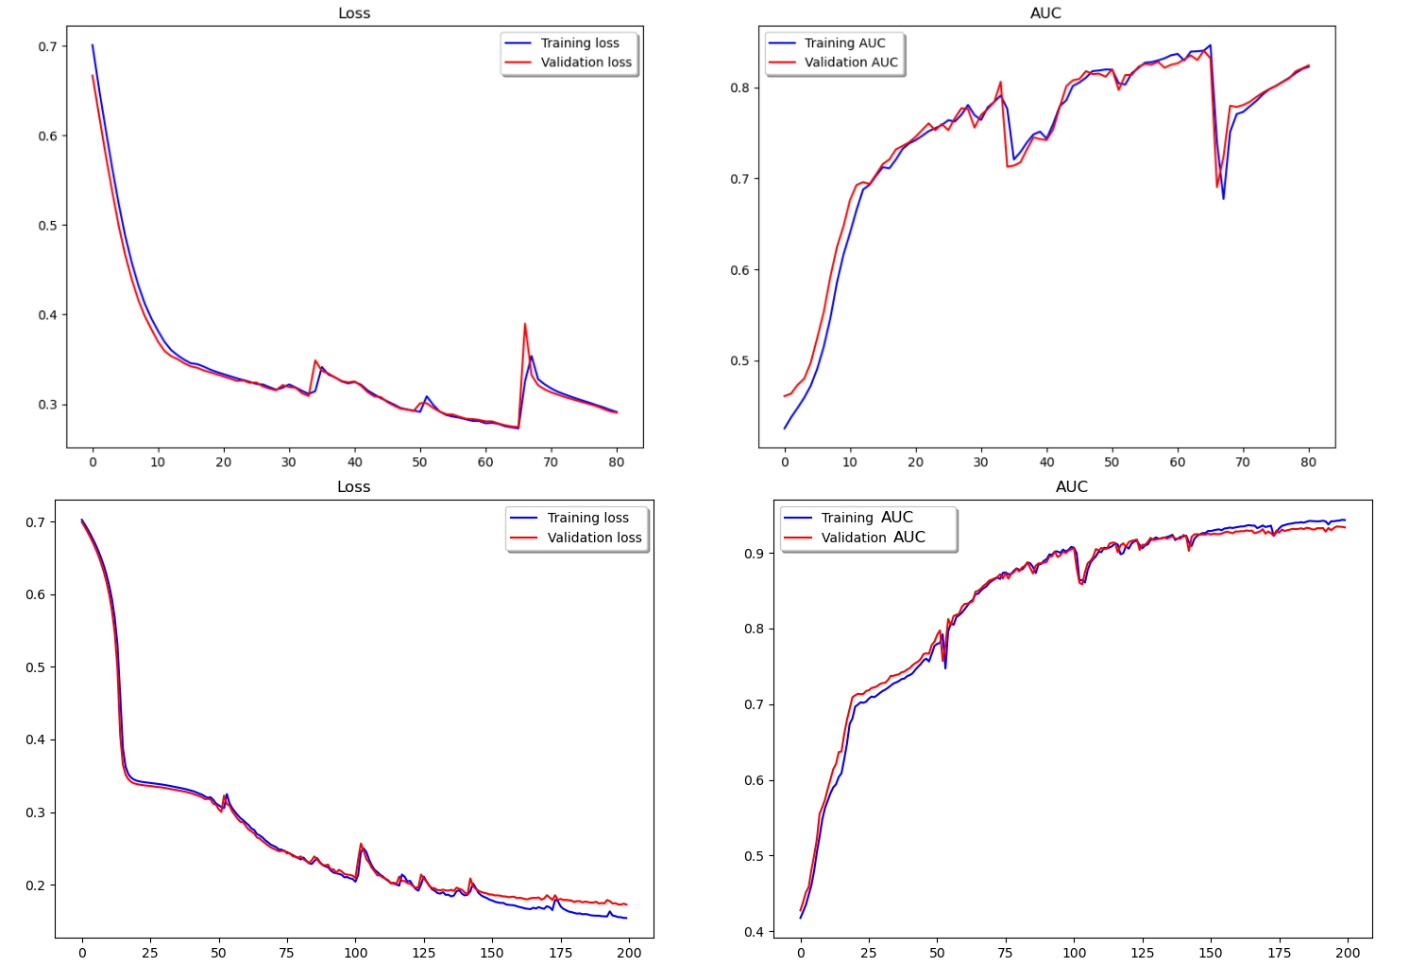 Loss
0.7
0.6
0.5
0.4
0.3
0 10 20 30 40 50 60 70 80
Training loss
Validation loss
AUC
0.8
0.7
0.6
0.5
0 10 20 30 40 50 60 70 80
Training AUC
Validation AUC
Loss
0.7
0.6
0.5
0.4
0.3
0.2
0 25 50 75 100 125 150 175 200
Training loss
Validation loss
AUC
0.9
0.8
0.7
0.6
0.5
0.4
0 25 50 75 100 125 150 175 200
Training AUC
Validation AUC